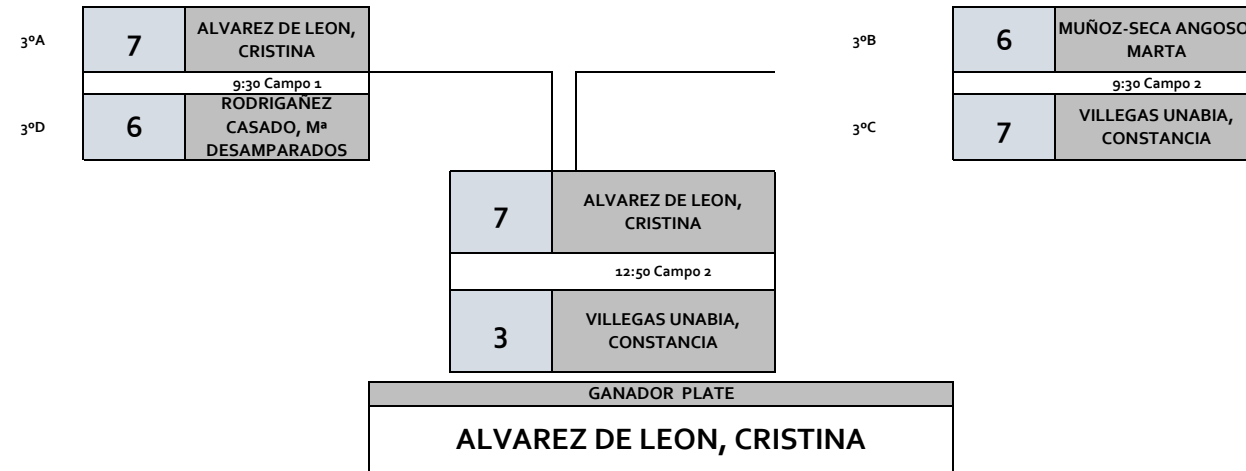 3ºA
7
ALVAREZ DE LEON,
CRISTINA
9:30 Campo 1
3ºD
6
RODRIGAÑEZ
CASADO, Mª
DESAMPARADOS
3ºB
6
MUÑOZ-SECA ANGOSO
MARTA
9:30 Campo 2
3ºC
7
VILLEGAS UNABIA,
CONSTANCIA
7
ALVAREZ DE LEON,
CRISTINA
12:50 Campo 2
3
VILLEGAS UNABIA,
CONSTANCIA
GANADOR PLATE
ALVAREZ DE LEON, CRISTINA